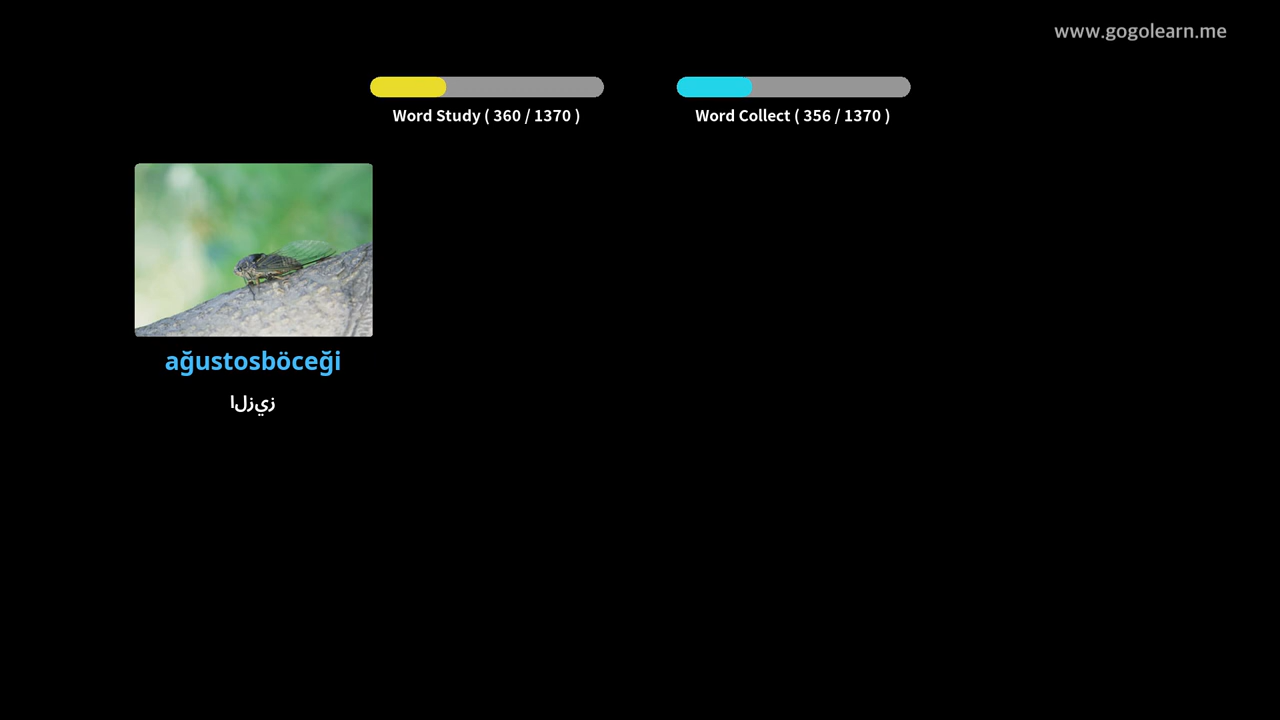 www.gogolearn.me
Word Study ( 360 / 1370 )
Word Collect ( 356 / 1370 )
ağustosböceği
الزيز